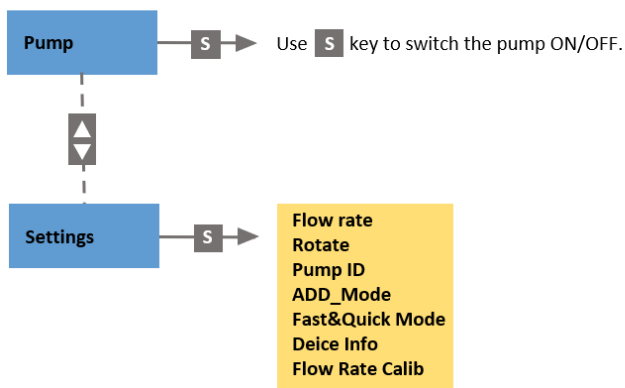 Pump
S
Use S key to switch the pump ON/OFF.
Settings
S
Flow rate
Rotate
Pump ID
ADD_Mode
Fast&Quick Mode
Deice Info
Flow Rate Calib